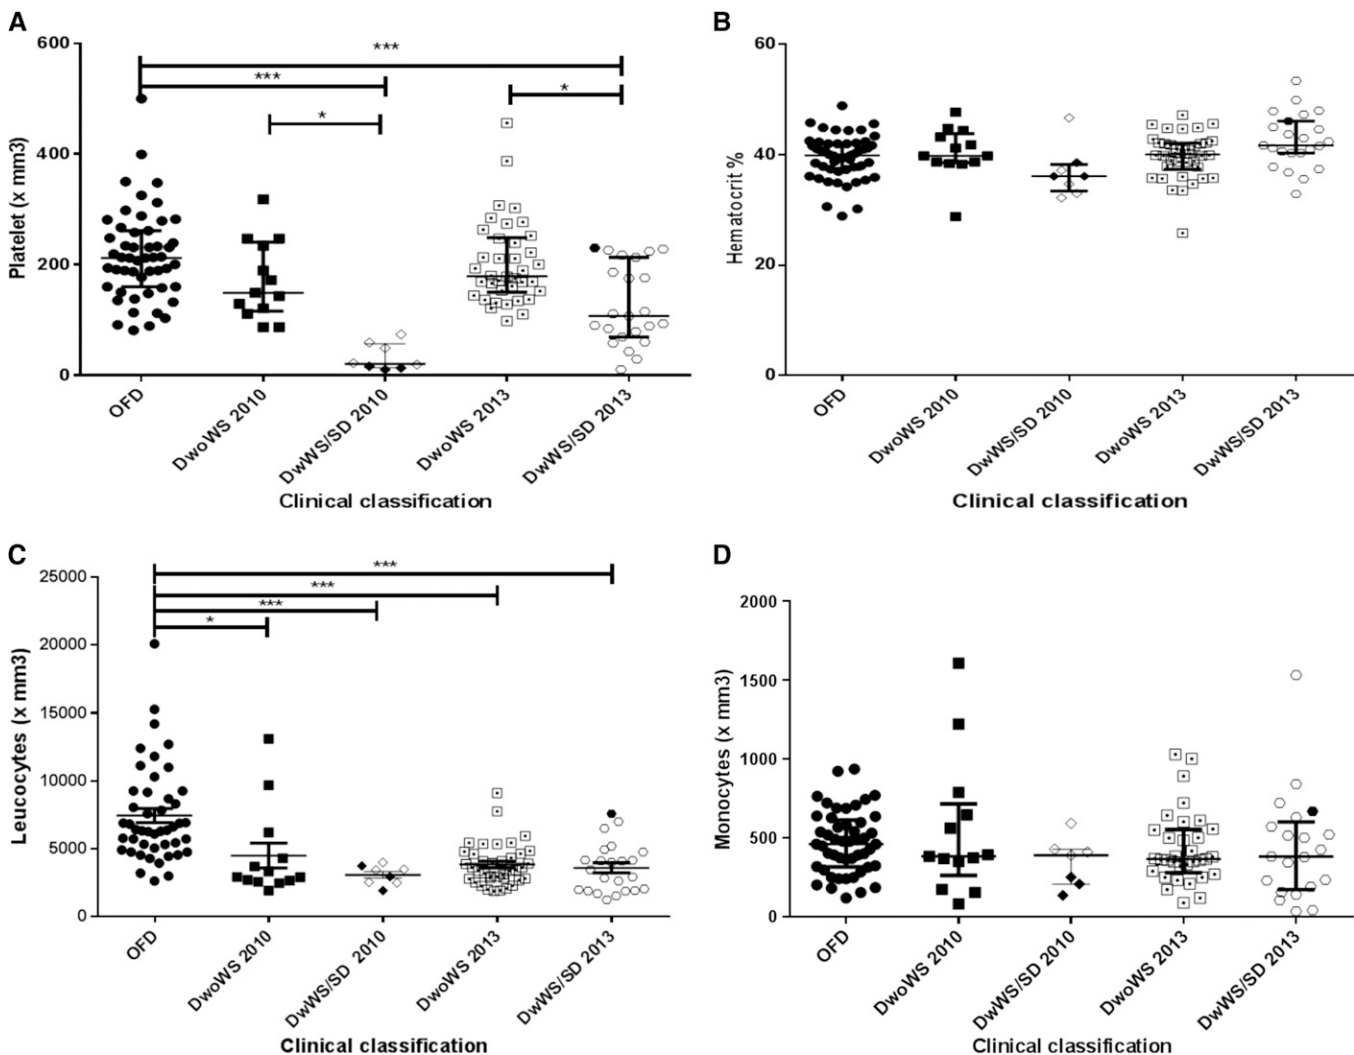 A
Platelet (x mm3)
600
400
200
0
***
***
*
*
OFD
DwoWS 2010
DwWS/SD 2010
DwoWS 2013
DwWS/SD 2013
Clinical classification
B
Hematocrit %
60
40
20
0
OFD
DwoWS 2010
DwWS/SD 2010
DwoWS 2013
DwWS/SD 2013
Clinical classification
C
Leucocytes (x mm3)
25000
20000
15000
10000
5000
0
***
***
***
*
OFD
DwoWS 2010
DwWS/SD 2010
DwoWS 2013
DwWS/SD 2013
Clinical classification
D
Monocytes (x mm3)
2000
1500
1000
500
0
OFD
DwoWS 2010
DwWS/SD 2010
DwoWS 2013
DwWS/SD 2013
Clinical classification